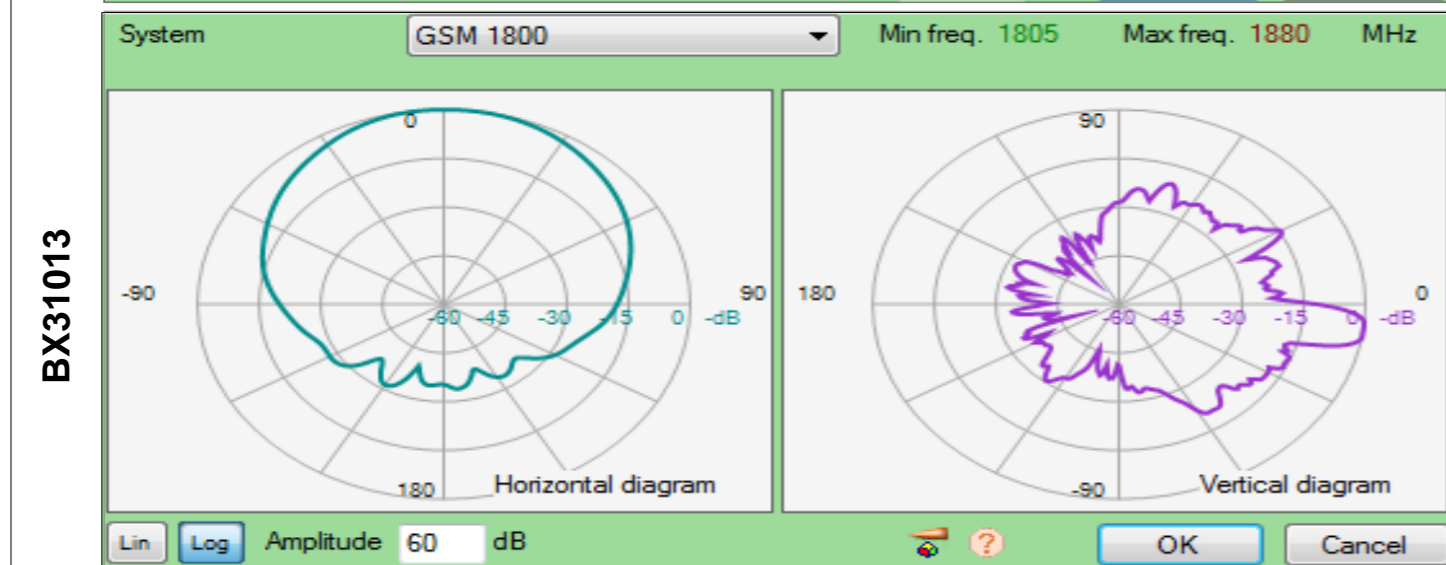 BX31013
System GSM 1800 Min freq. 1805 Max freq. 1880 MHz
0
-90 90
-60 -45 -30 -15 0 -dB
180
Horizontal diagram
90
180 0
-60 -45 -30 -15 0 -dB
-90
Vertical diagram
Lin Log Amplitude 60 dB ? OK Cancel